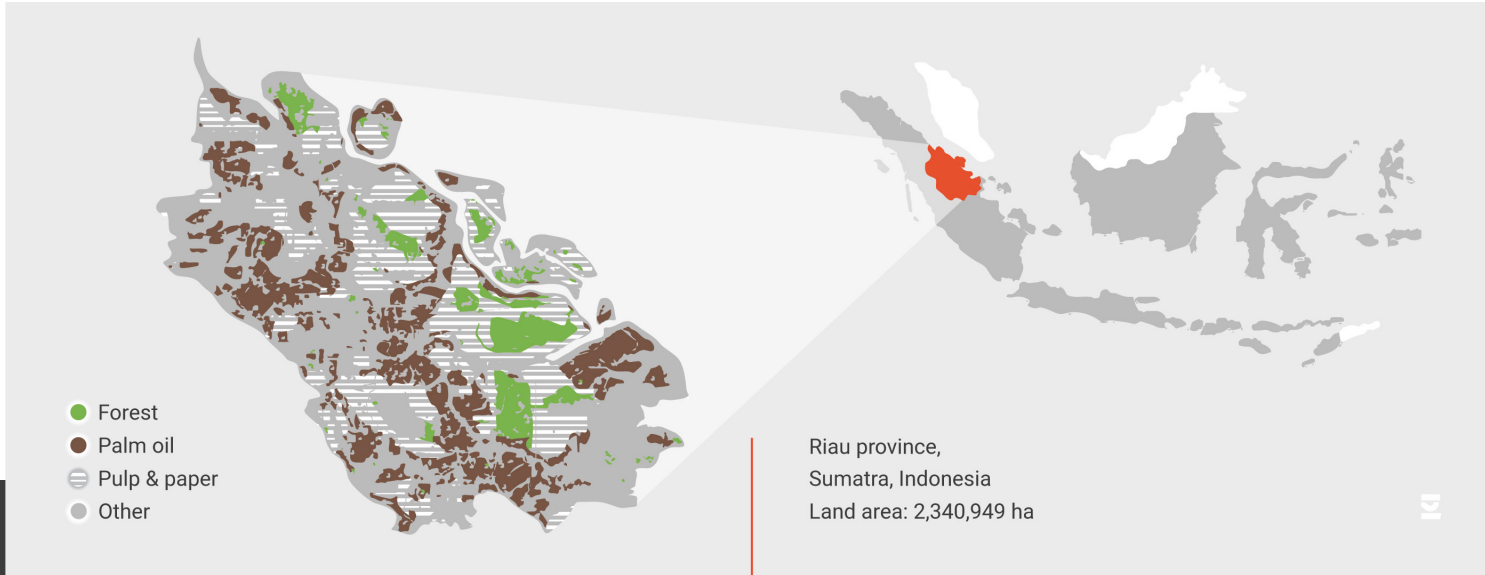 Forest
Palm oil
Pulp & paper
Other
Riau province,
Sumatra, Indonesia
Land area: 2,340,949 ha